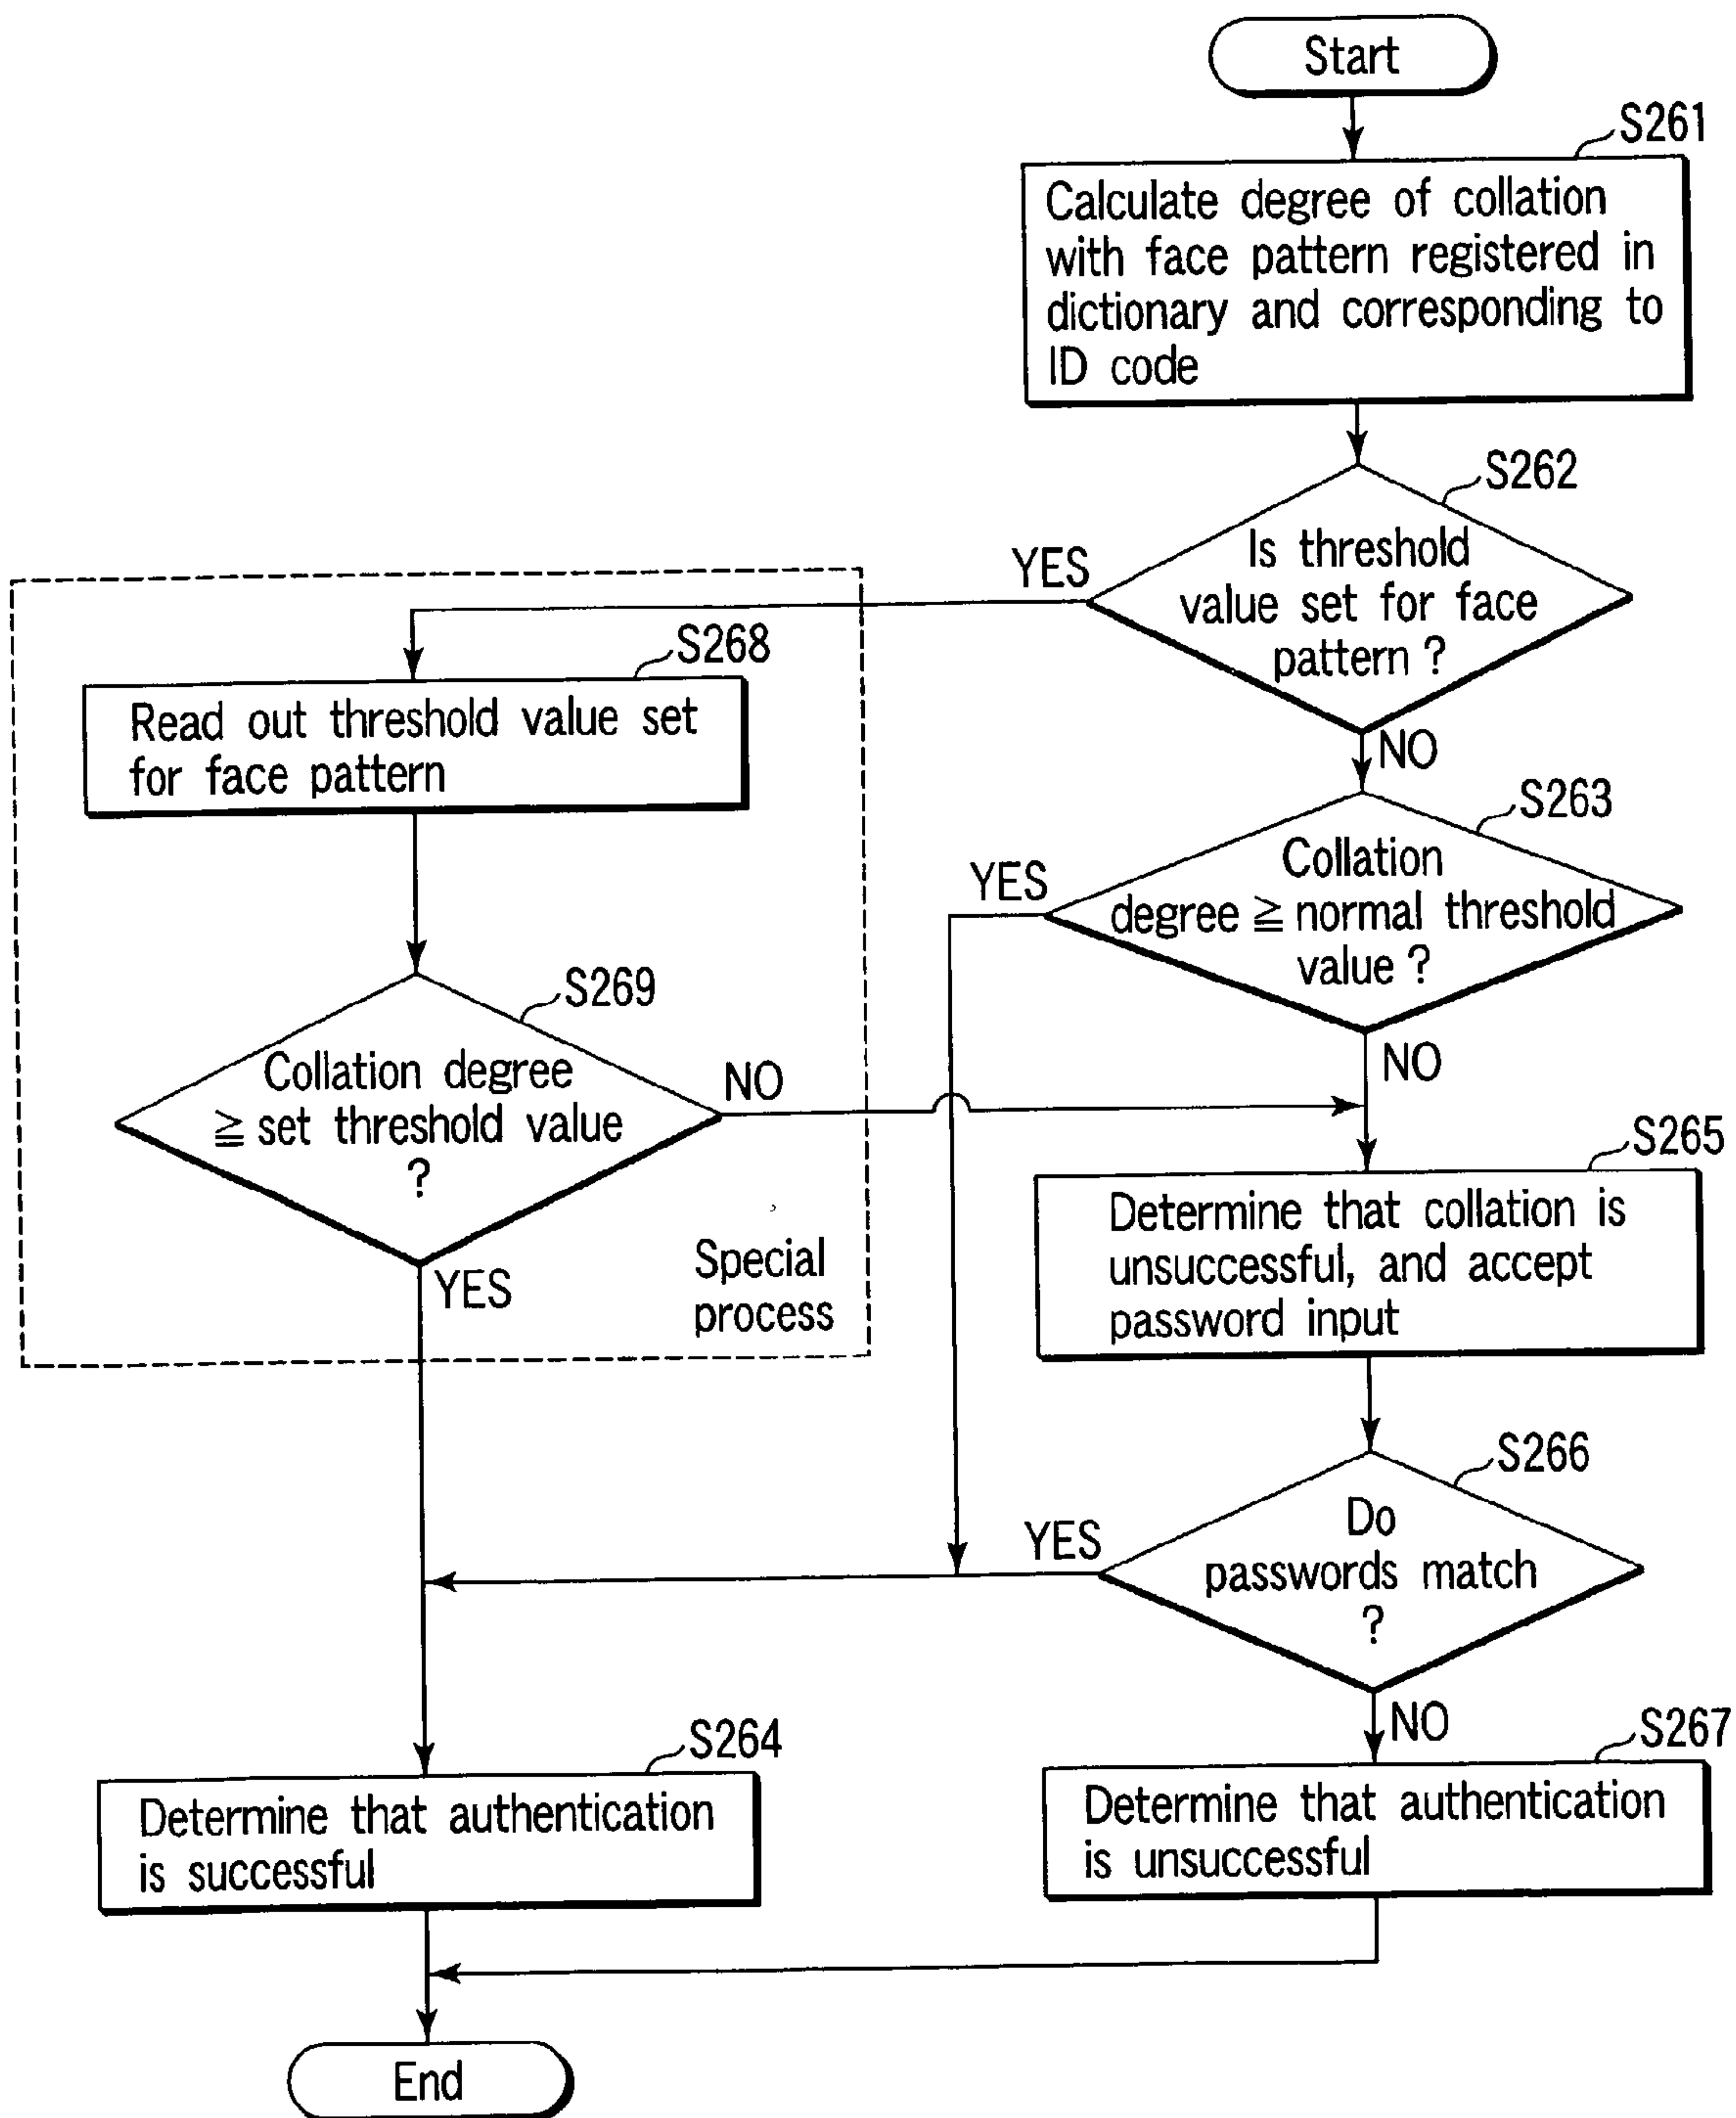 Start
S261
Calculate degree of collation
with face pattern registered in
dictionary and corresponding to
ID code
S262
Is threshold
value set for face
pattern ?
YES
NO
S268
Read out threshold value set
for face pattern
S263
Collation
degree ≧ normal threshold
value ?
YES
NO
S269
Collation degree
≧ set threshold value
?
NO
YES
Special
process
S265
Determine that collation is
unsuccessful, and accept
password input
S266
Do
passwords match
?
YES
NO
S264
Determine that authentication
is successful
S267
Determine that authentication
is unsuccessful
End